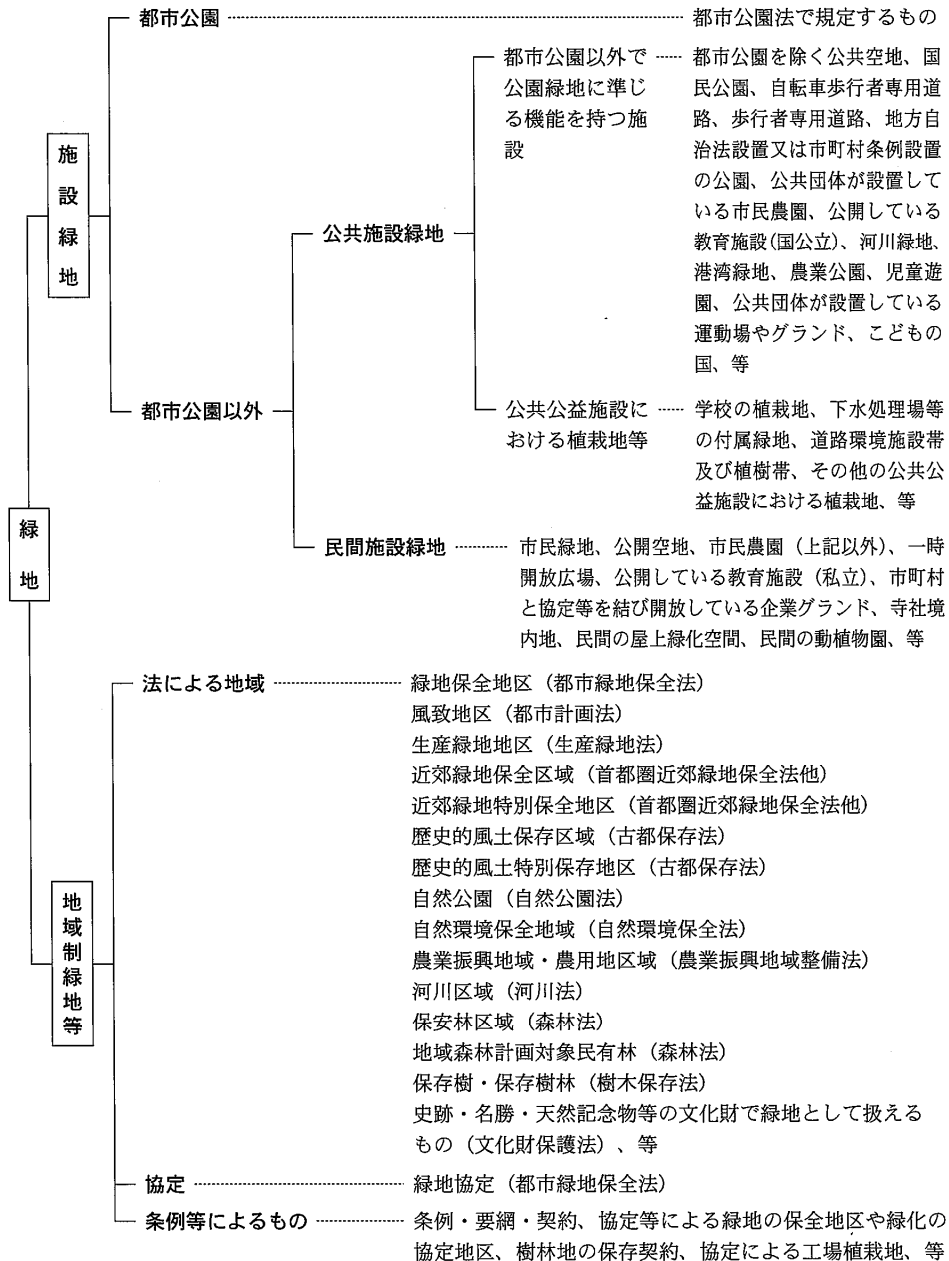 緑地
施設緑地
都市公園
都市公園法で規定するもの
都市公園以外
公共施設緑地
都市公園以外で
公園緑地に準じ
る機能を持つ施
設
都市公園を除く公共空地、国
民公園、自転車歩行者専用道
路、歩行者専用道路、地方自
治法設置又は市町村条例設置
の公園、公共団体が設置して
いる市民農園、公開している
教育施設(国公立)、河川緑地、
港湾緑地、農業公園、児童遊
園、公共団体が設置している
運動場やグランド、こどもの
国、等
公共公益施設に
おける植栽地等
学校の植栽地、下水処理場等
の付属緑地、道路環境施設帯
及び植樹帯、その他の公共公
益施設における植栽地、等
民間施設緑地
市民緑地、公開空地、市民農園（上記以外）、一時
開放広場、公開している教育施設（私立）、市町村
と協定等を結び開放している企業グランド、寺社境
内地、民間の屋上緑化空間、民間の動植物園、等
地域制緑地等
法による地域
緑地保全地区（都市緑地保全法）
風致地区（都市計画法）
生産緑地地区（生産緑地法）
近郊緑地保全区域（首都圏近郊緑地保全法他）
近郊緑地特別保全地区（首都圏近郊緑地保全法他）
歴史的風土保存区域（古都保存法）
歴史的風土特別保存地区（古都保存法）
自然公園（自然公園法）
自然環境保全地域（自然環境保全法）
農業振興地域・農用地区域（農業振興地域整備法）
河川区域（河川法）
保安林区域（森林法）
地域森林計画対象民有林（森林法）
保存樹・保存樹林（樹木保存法）
史跡・名勝・天然記念物等の文化財で緑地として扱える
もの（文化財保護法）、等
協定
緑地協定（都市緑地保全法）
条例等によるもの
条例・要綱・契約、協定等による緑地の保全地区や緑化の
協定地区、樹林地の保存契約、協定による工場植栽地、等